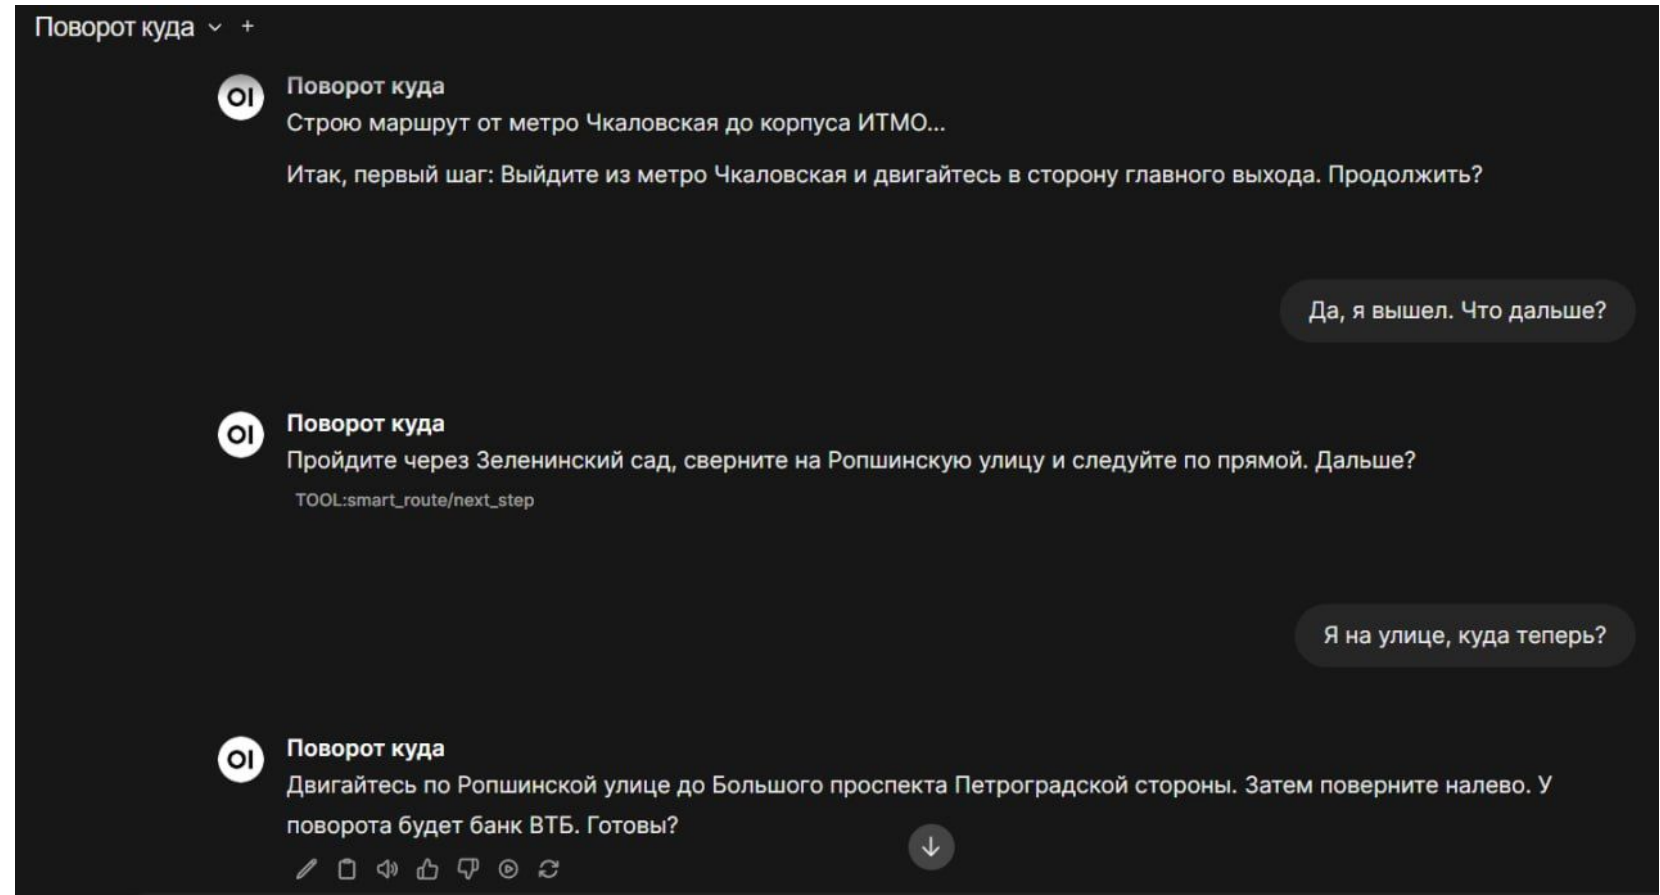 Поворот куда
Поворот куда
Строю маршрут от метро Чкаловская до корпуса ИТМО...
Итак, первый шаг: Выйдите из метро Чкаловская и двигайтесь в сторону главного выхода. Продолжить?
Да, я вышел. Что дальше?
Поворот куда
Пройдите через Зеленинский сад, сверните на Ропшинскую улицу и следуйте по прямой. Дальше?
TOOL:smart_route/next_step
Я на улице, куда теперь?
Поворот куда
Двигайтесь по Ропшинской улице до Большого проспекта Петроградской стороны. Затем поверните налево. У
поворота будет банк ВТБ. Готовы?